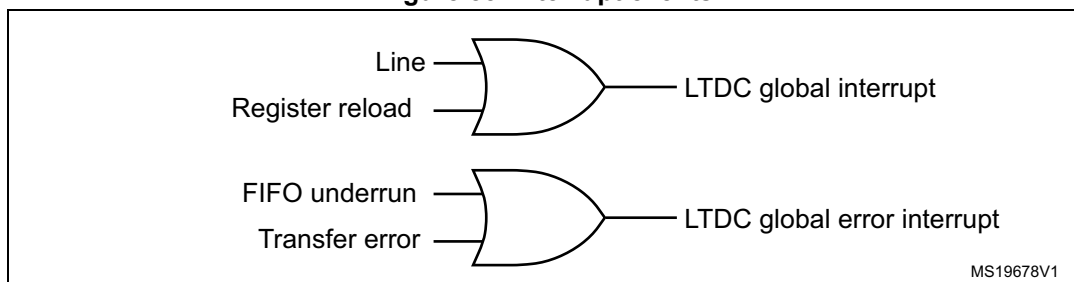 Line
Register reload
LTDC global interrupt
FIFO underrun
Transfer error
LTDC global error interrupt
MS19678V1